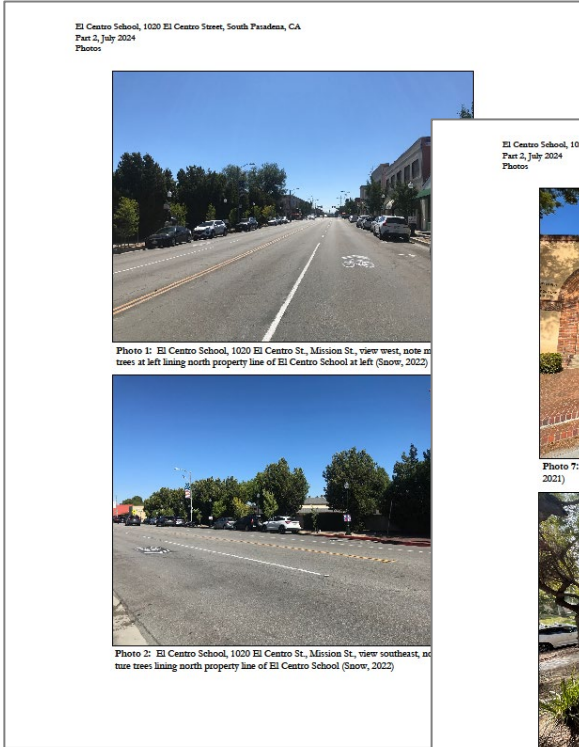 El Centro School, 1020 El Centro Street, South Pasadena, CA
Part 2, July 2024
Photos
Photo 1: El Centro School, 1020 El Centro St., Mission St., view west, note m
trees at left lining north property line of El Centro School at left (Snow, 2022)
Photo 2: El Centro School, 1020 El Centro St., Mission St., view southeast, no
ture trees lining north property line of El Centro School (Snow, 2022)
El Centro School, 10
Part 2, July 2024
Photos
Photo 7:
2021)